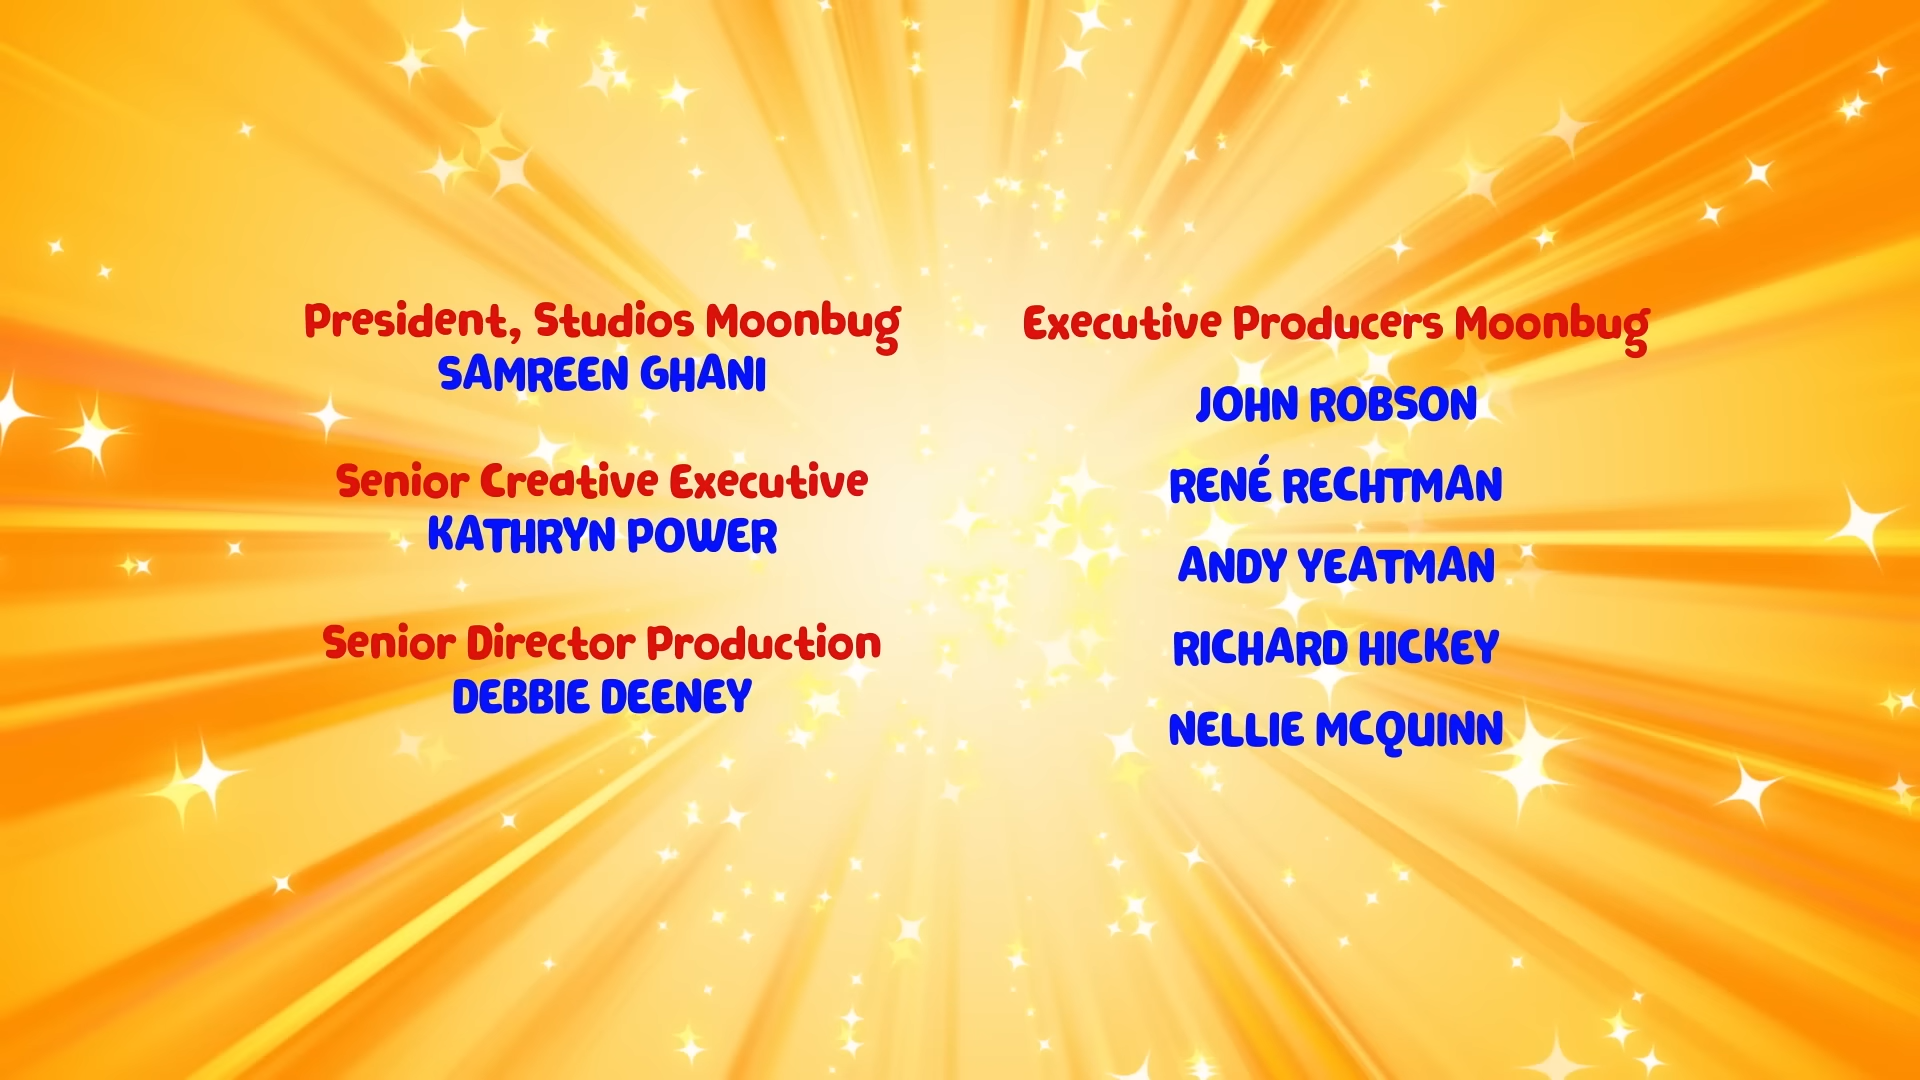 President, Studios Moonbug
SAMREEN GHANI
Senior Creative Executive
KATHRYN POWER
Senior Director Production
DEBBIE DEENEY
Executive Producers Moonbug
JOHN ROBSON
RENÉ RECHTMAN
ANDY YEATMAN
RICHARD HICKEY
NELLIE MCQUINN